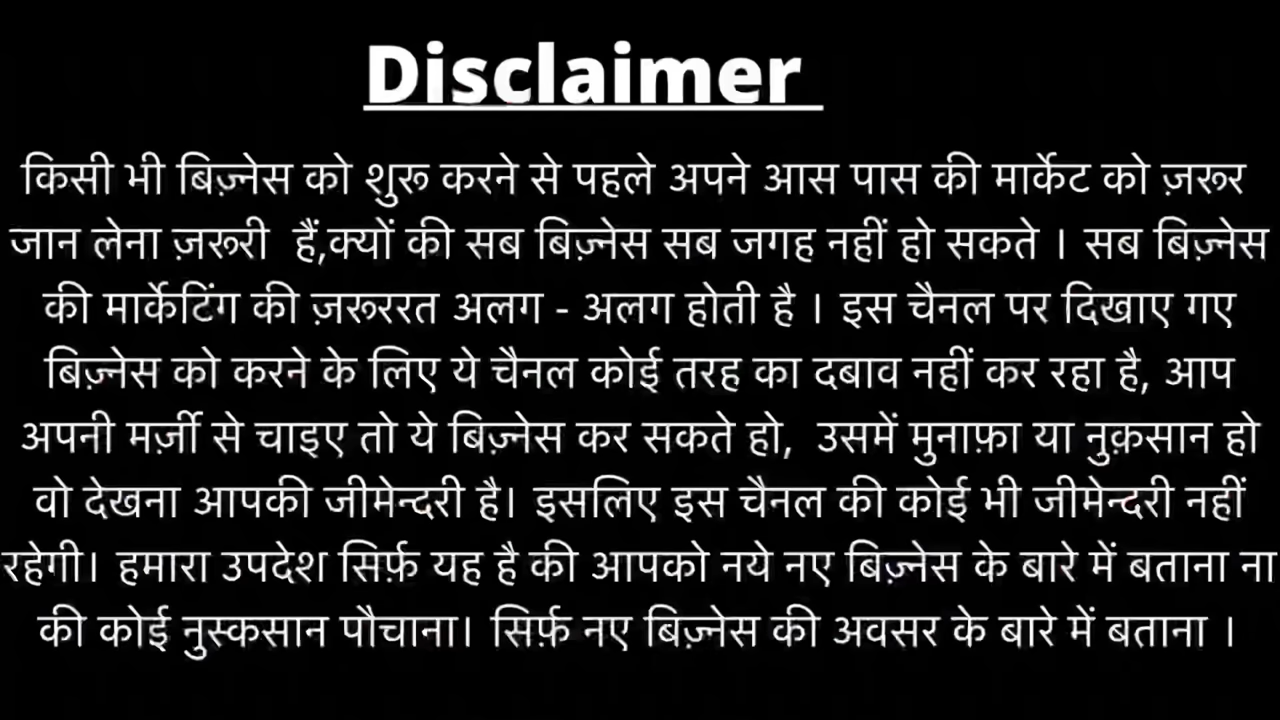 Disclaimer
किसी भी बिज़्नेस को शुरू करने से पहले अपने आस पास की मार्केट को ज़रूर
जान लेना ज़रूरी हैं,क्यों की सब बिज़्नेस सब जगह नहीं हो सकते । सब बिज़्नेस
की मार्केटिंग की ज़रूररत अलग - अलग होती है । इस चैनल पर दिखाए गए
बिज़्नेस को करने के लिए ये चैनल कोई तरह का दबाव नहीं कर रहा है, आप
अपनी मर्ज़ी से चाइए तो ये बिज़्नेस कर सकते हो, उसमें मुनाफ़ा या नुक़सान हो
वो देखना आपकी जीमेन्दरी है। इसलिए इस चैनल की कोई भी जीमेन्दरी नहीं
रहेगी। हमारा उपदेश सिर्फ़ यह है की आपको नये नए बिज़्नेस के बारे में बताना ना
की कोई नुस्कसान पौचाना। सिर्फ़ नए बिज़्नेस की अवसर के बारे में बताना ।